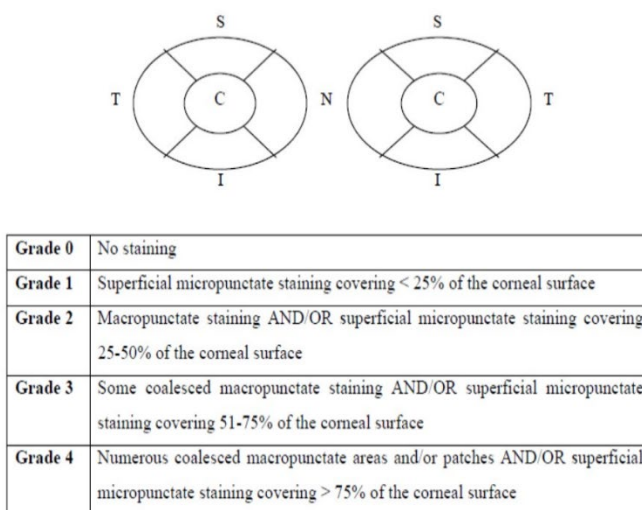 S S
T C N C T
I I
Grade 0 No staining
Grade 1 Superficial micropunctate staining covering < 25% of the corneal surface
Grade 2 Macropunctate staining AND/OR superficial micropunctate staining covering
25-50% of the corneal surface
Grade 3 Some coalesced macropunctate staining AND/OR superficial micropunctate
staining covering 51-75% of the corneal surface
Grade 4 Numerous coalesced macropunctate areas and/or patches AND/OR superficial
micropunctate staining covering > 75% of the corneal surface